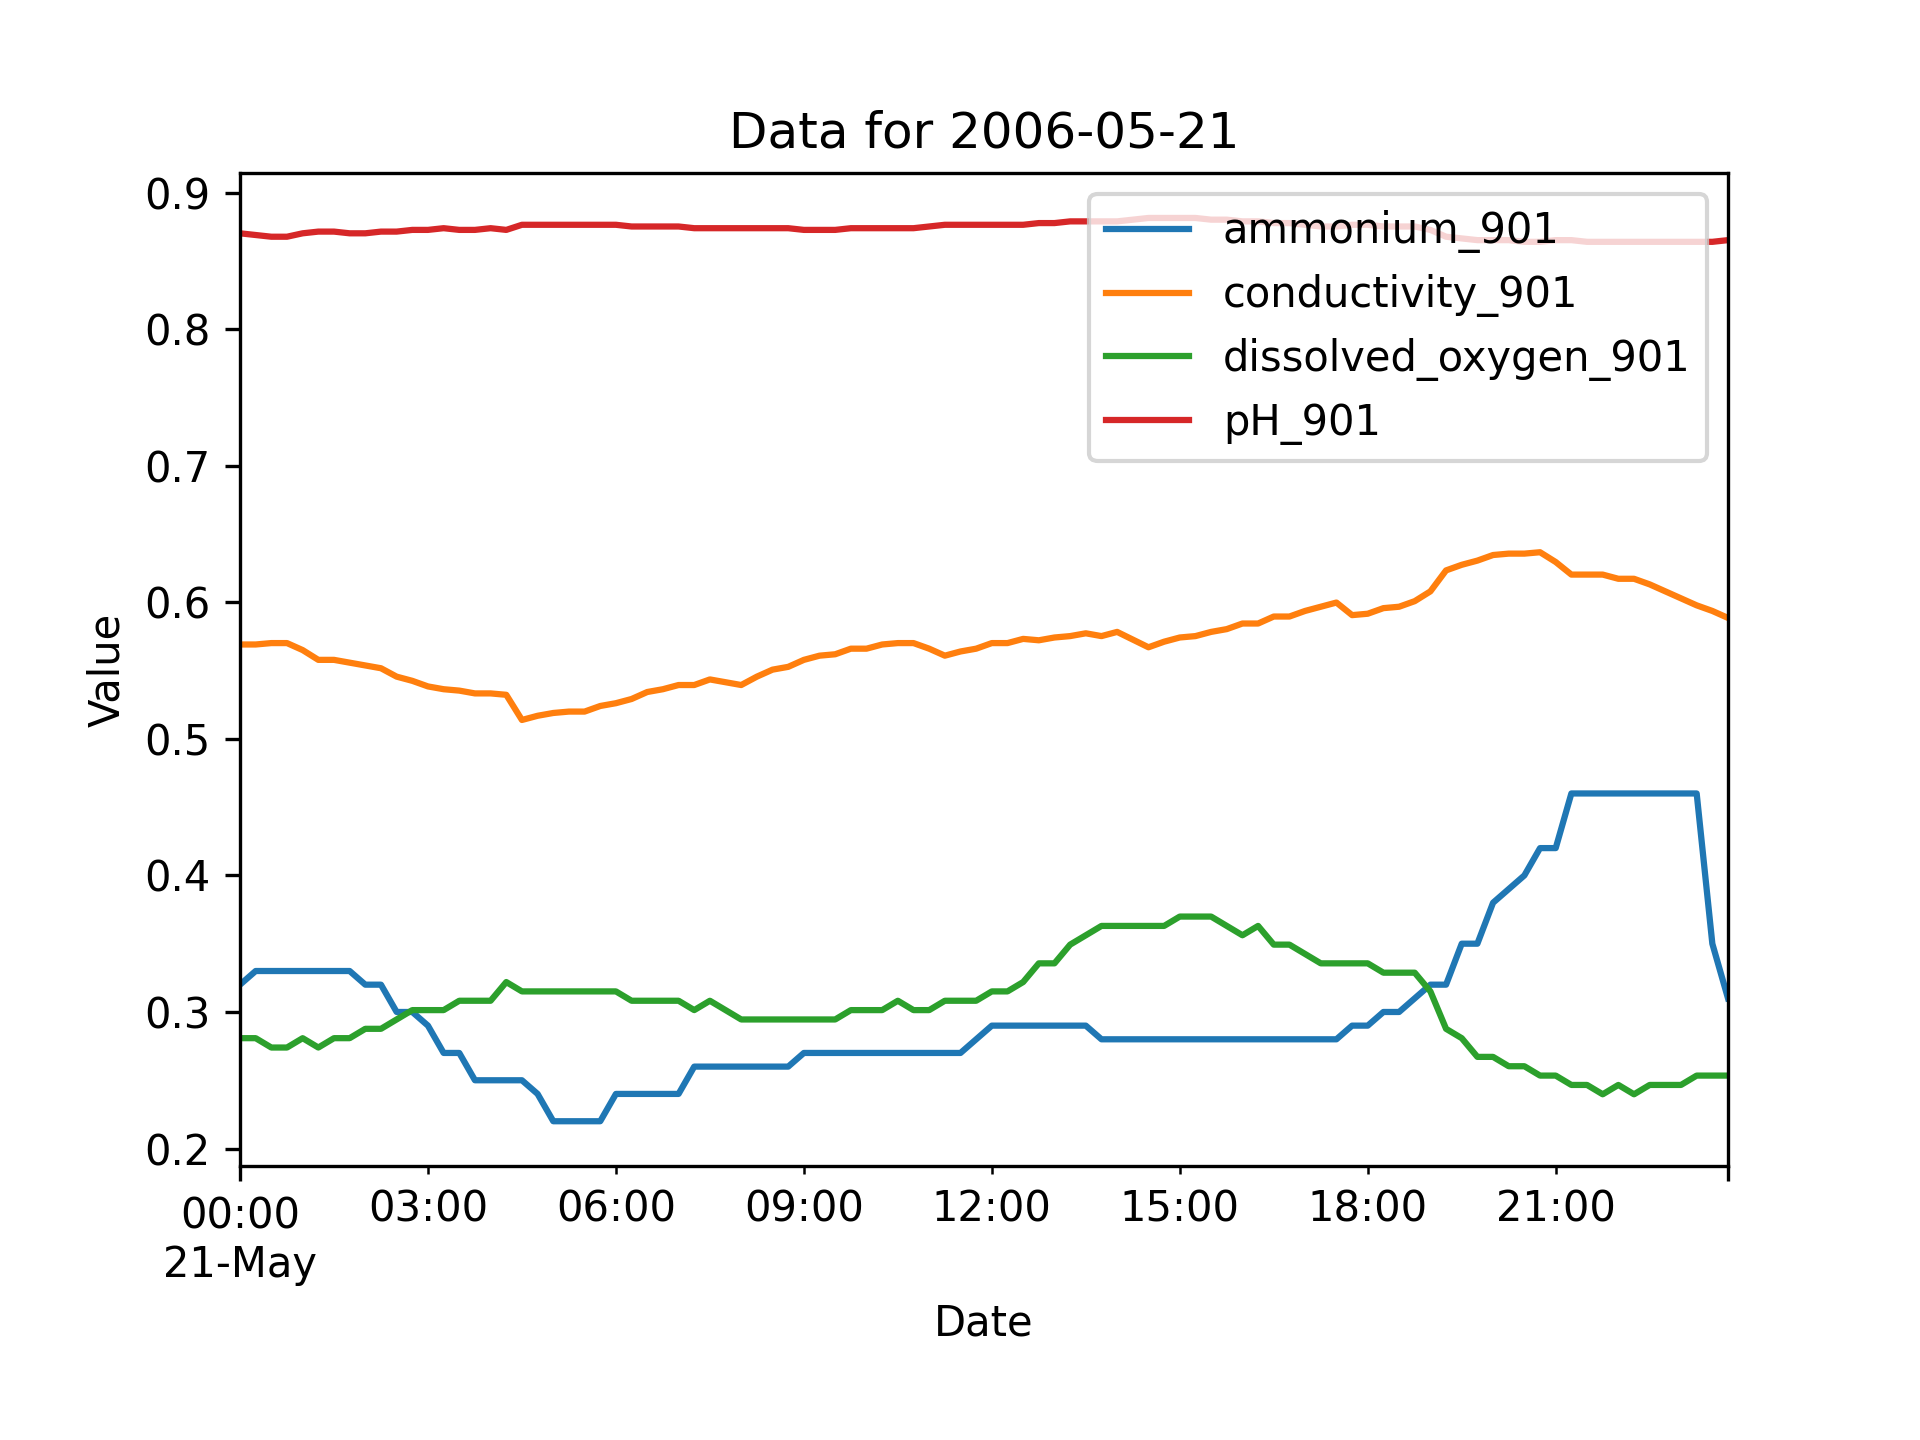 Data for 2006-05-21
ammonium_901
conductivity_901
dissolved_oxygen_901
pH_901
0.9
0.8
0.7
0.6
0.5
0.4
0.3
0.2
Value
00:00 03:00 06:00 09:00 12:00 15:00 18:00 21:00
21-May
Date